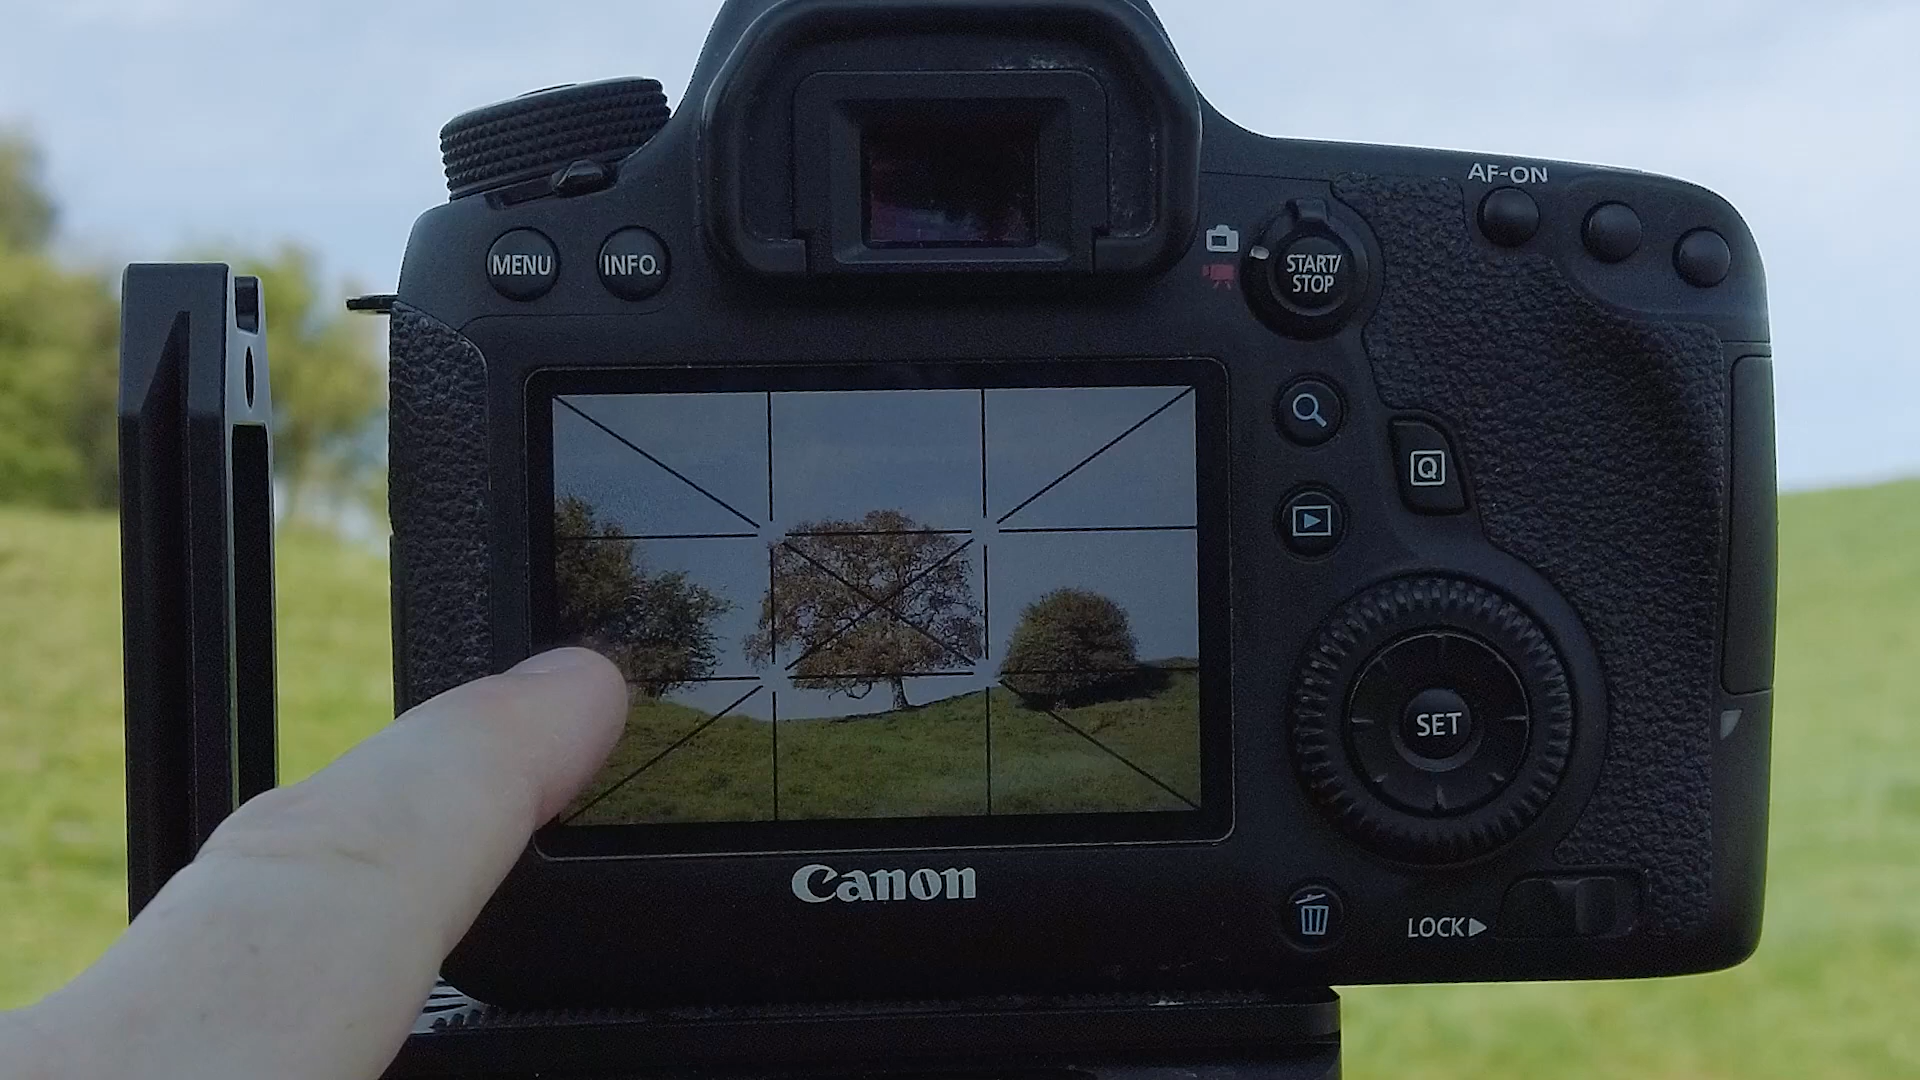 AF-ON
MENU
INFO.
START/
STOP
Q
SET
Canon
LOCK